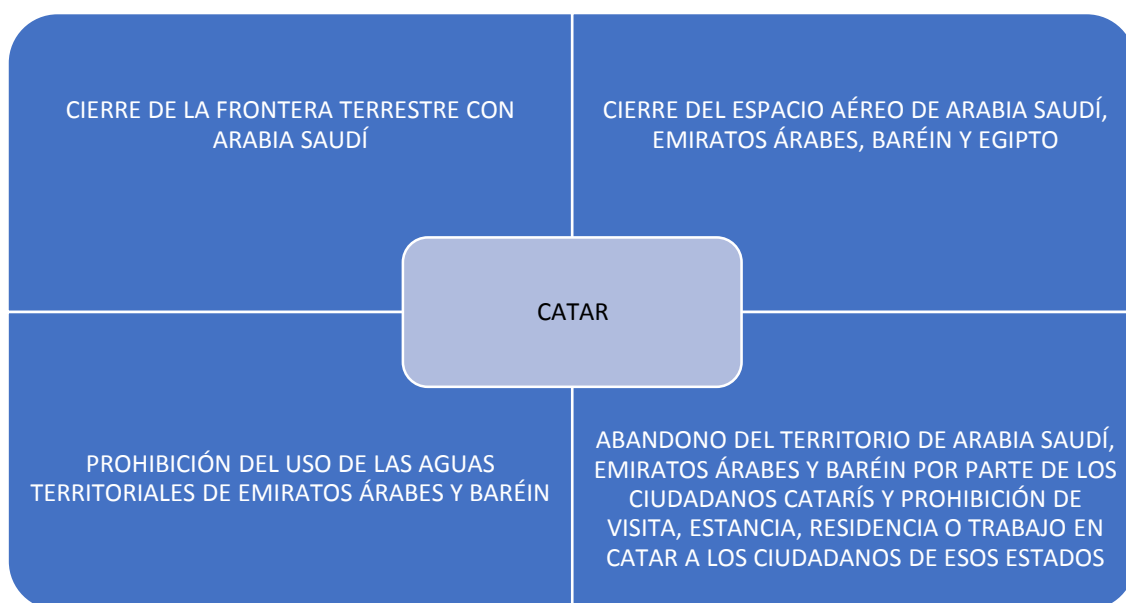 CIERRE DE LA FRONTERA TERRESTRE CON
ARABIA SAUDÍ
CIERRE DEL ESPACIO AÉREO DE ARABIA SAUDÍ,
EMIRATOS ÁRABES, BARÉIN Y EGIPTO
CATAR
PROHIBICIÓN DEL USO DE LAS AGUAS
TERRITORIALES DE EMIRATOS ÁRABES Y BARÉIN
ABANDONO DEL TERRITORIO DE ARABIA SAUDÍ,
EMIRATOS ÁRABES Y BARÉIN POR PARTE DE LOS
CIUDADANOS CATARÍS Y PROHIBICIÓN DE
VISITA, ESTANCIA, RESIDENCIA O TRABAJO EN
CATAR A LOS CIUDADANOS DE ESOS ESTADOS